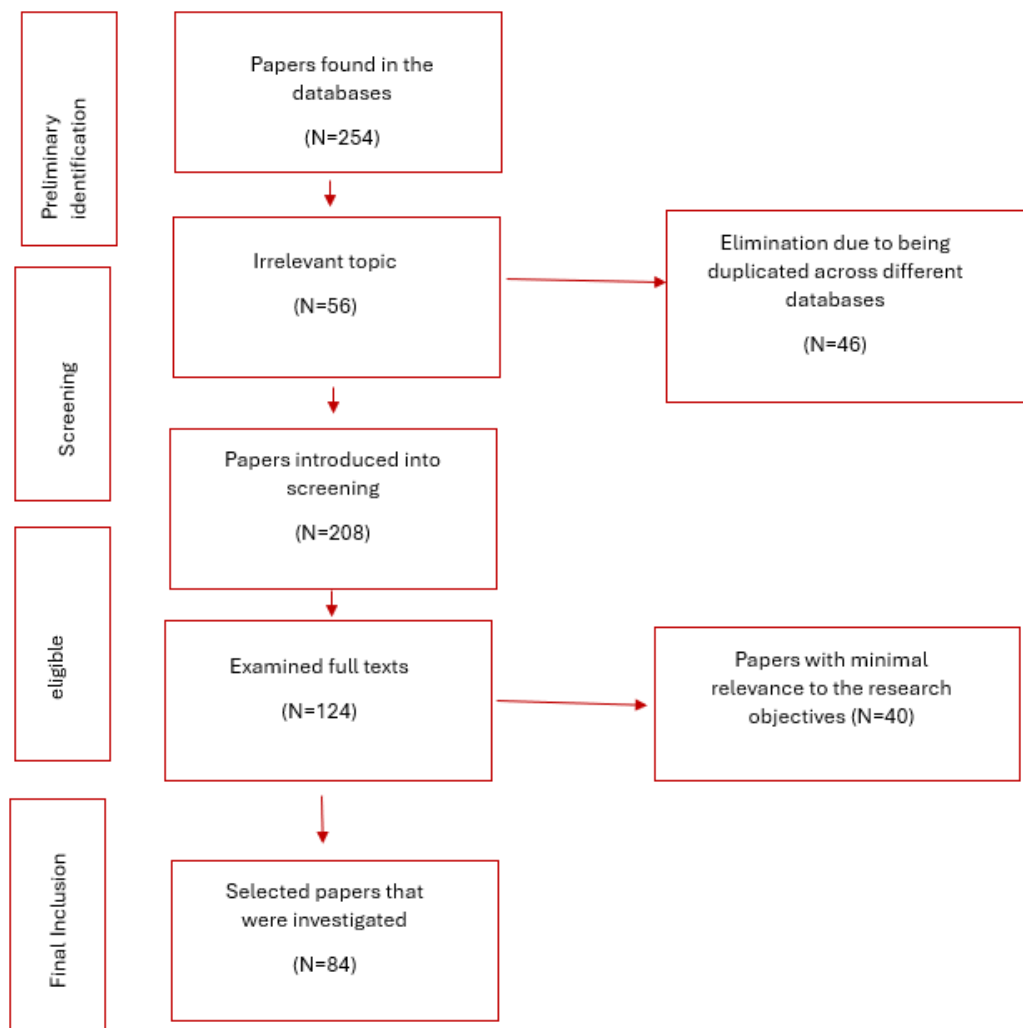 Preliminary
identification
Papers found in the
databases
(N=254)
Irrelevant topic
(N=56)
Elimination due to being
duplicated across different
databases
(N=46)
Screening
Papers introduced into
screening
(N=208)
eligible
Examined full texts
(N=124)
Papers with minimal
relevance to the research
objectives (N=40)
Final Inclusion
Selected papers that
were investigated
(N=84)